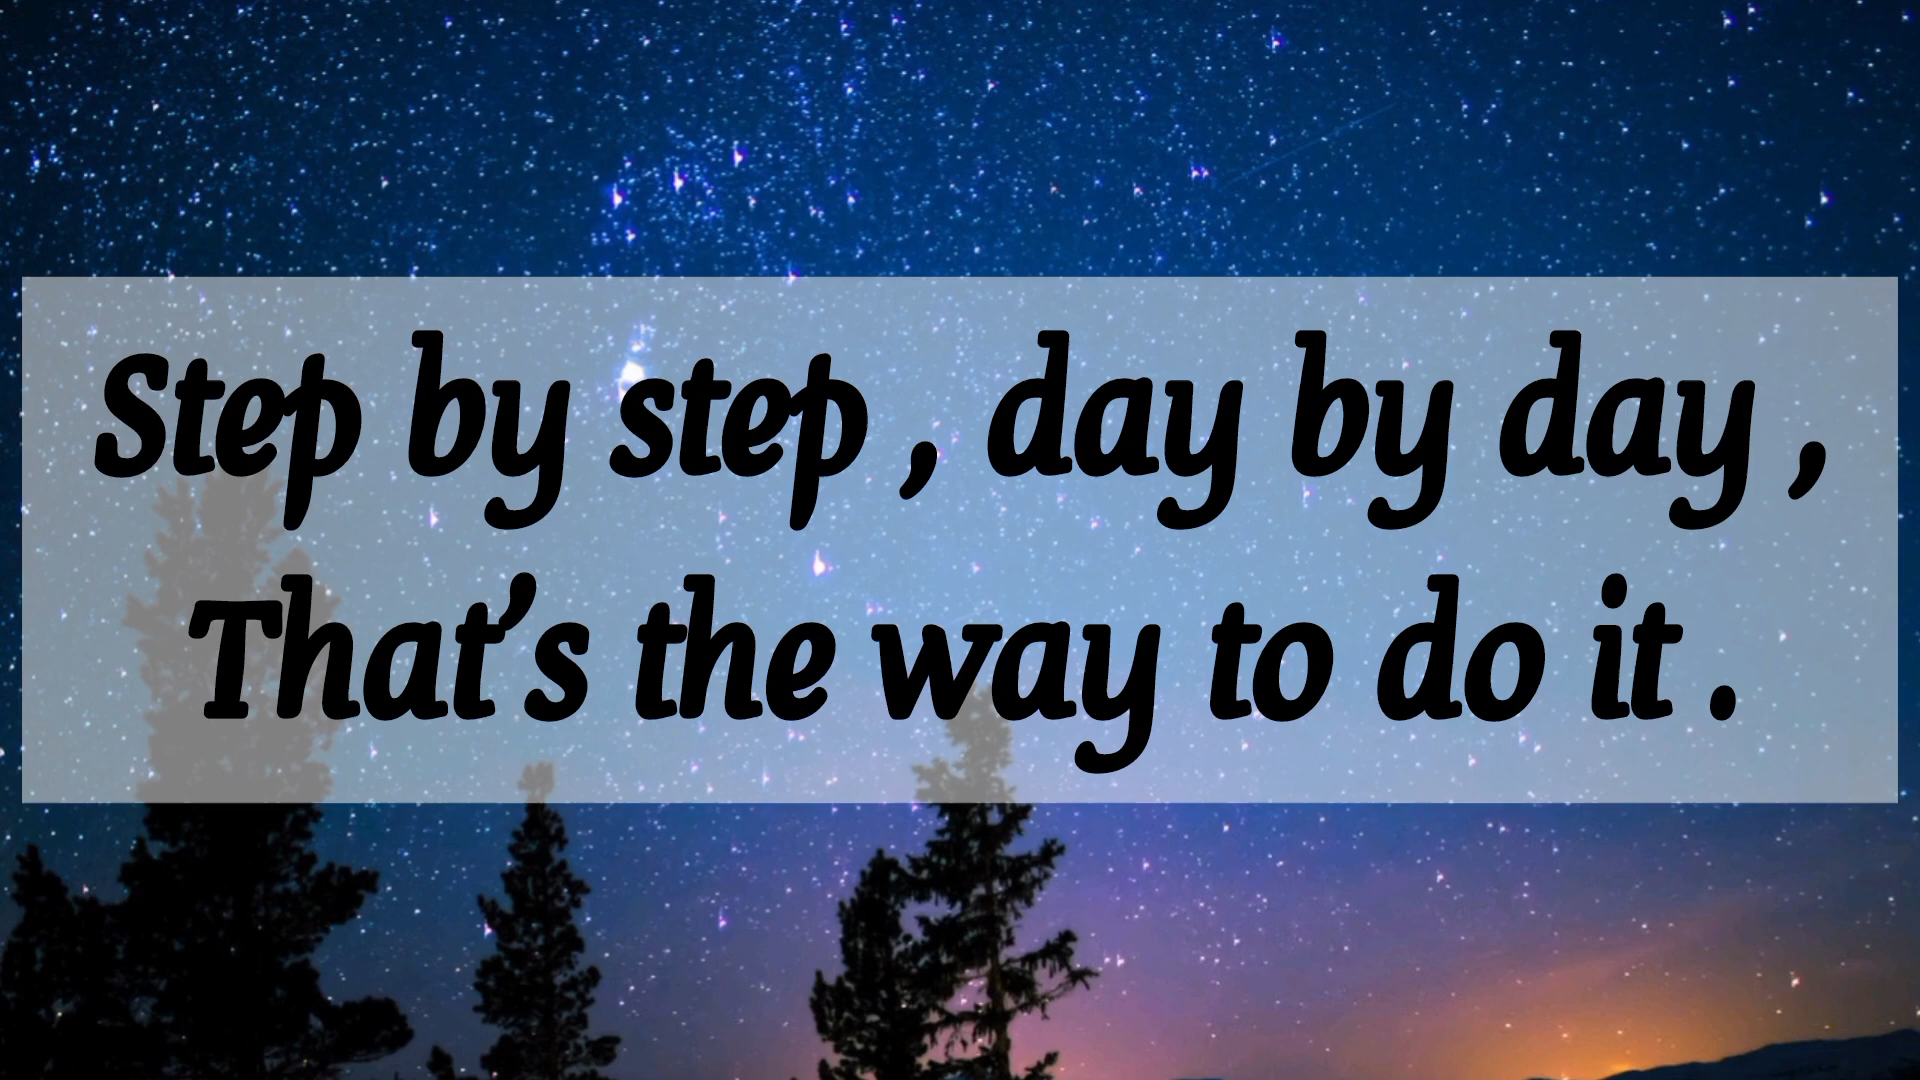 Step by step , day by day ,
That’s the way to do it .